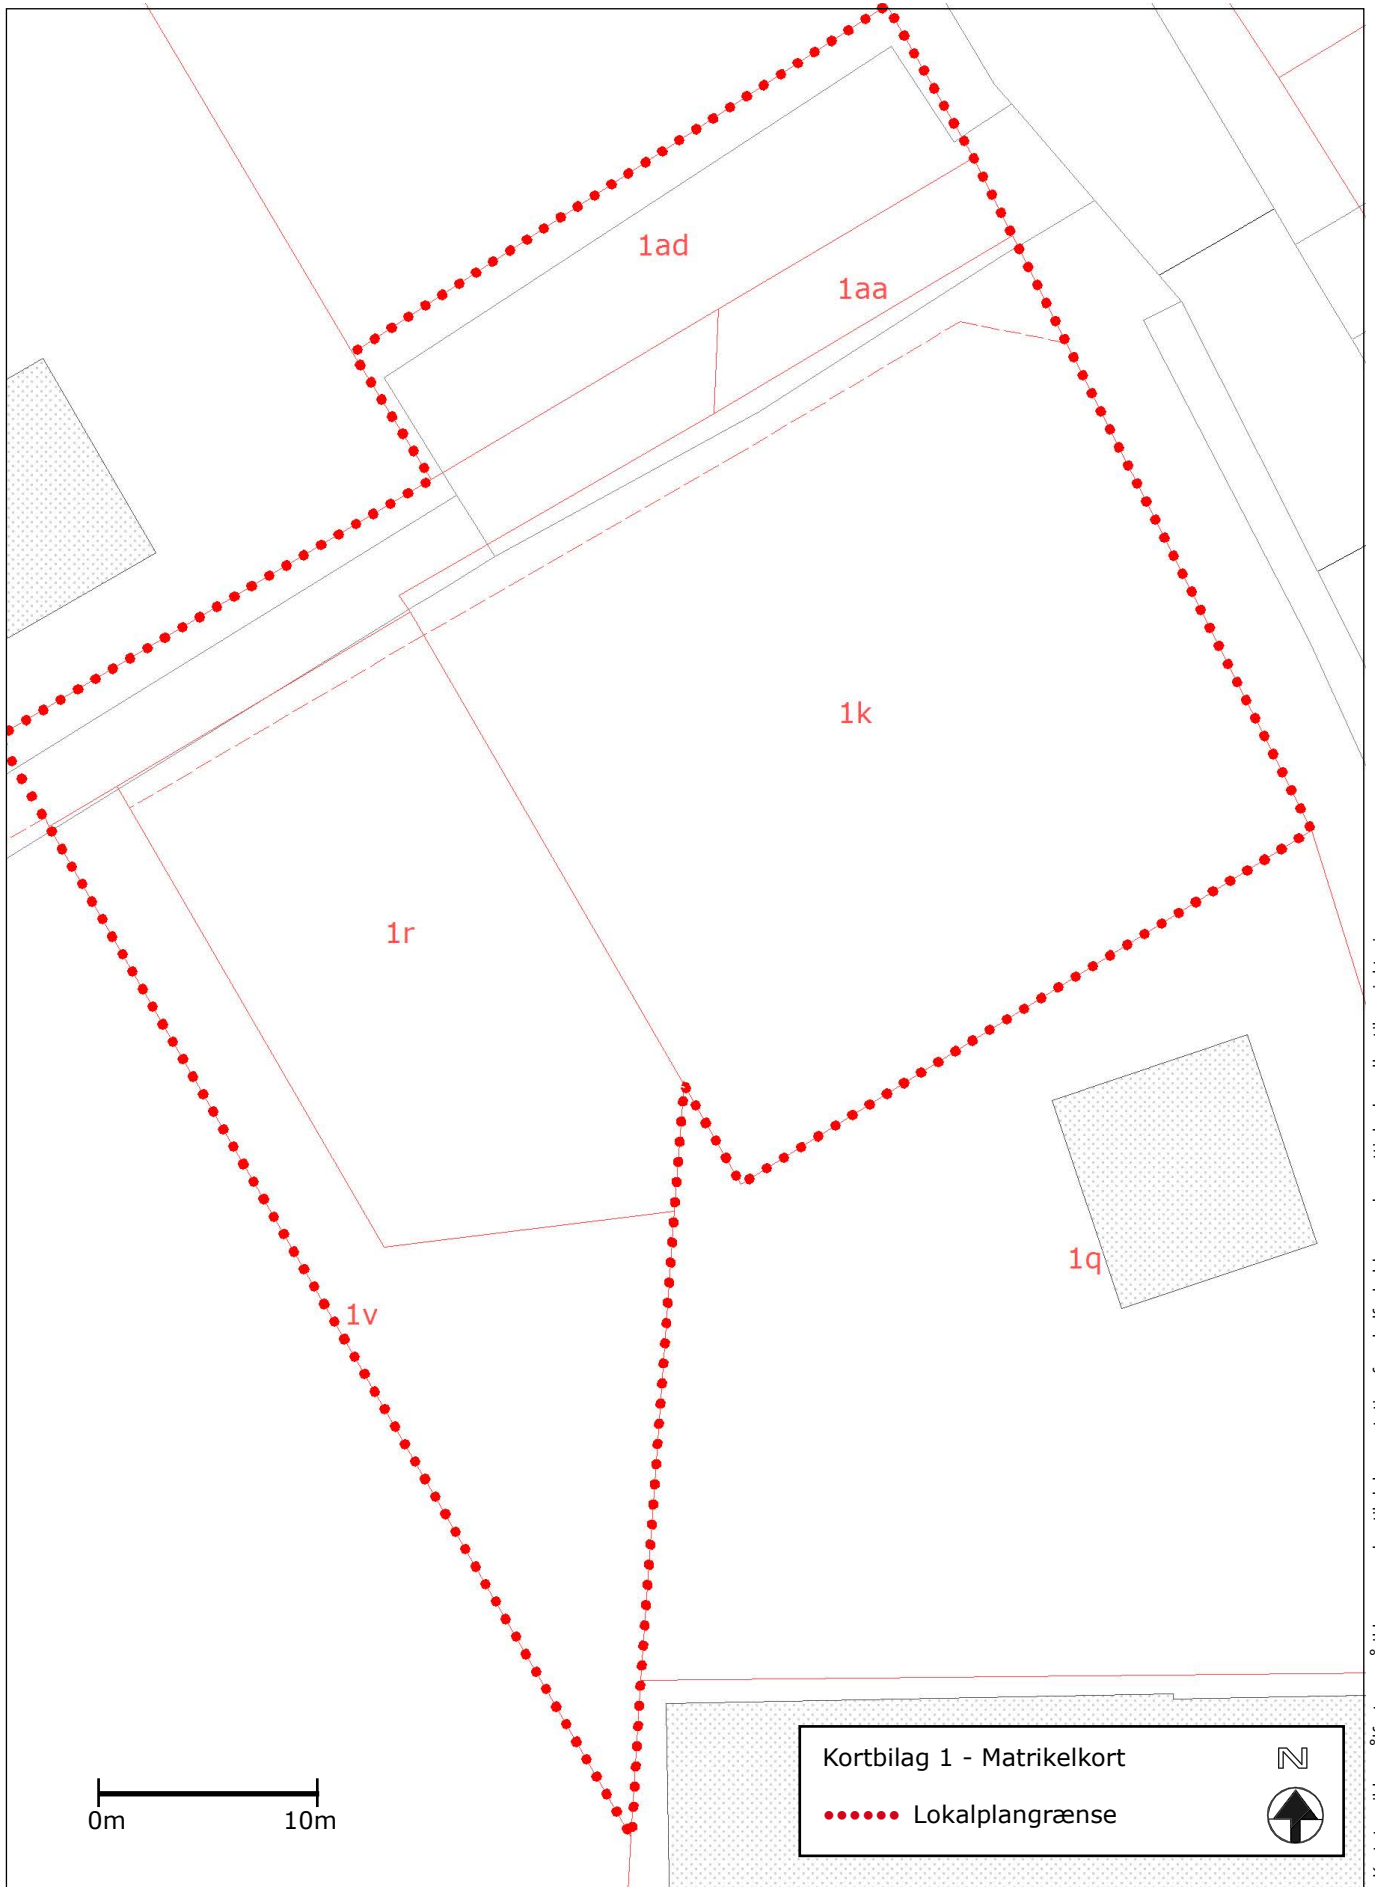 1ad
1aa
1k
1r
1q
1v
0m 10m
Kortbilag 1 - Matrikelkort
N
Lokalplangrænse